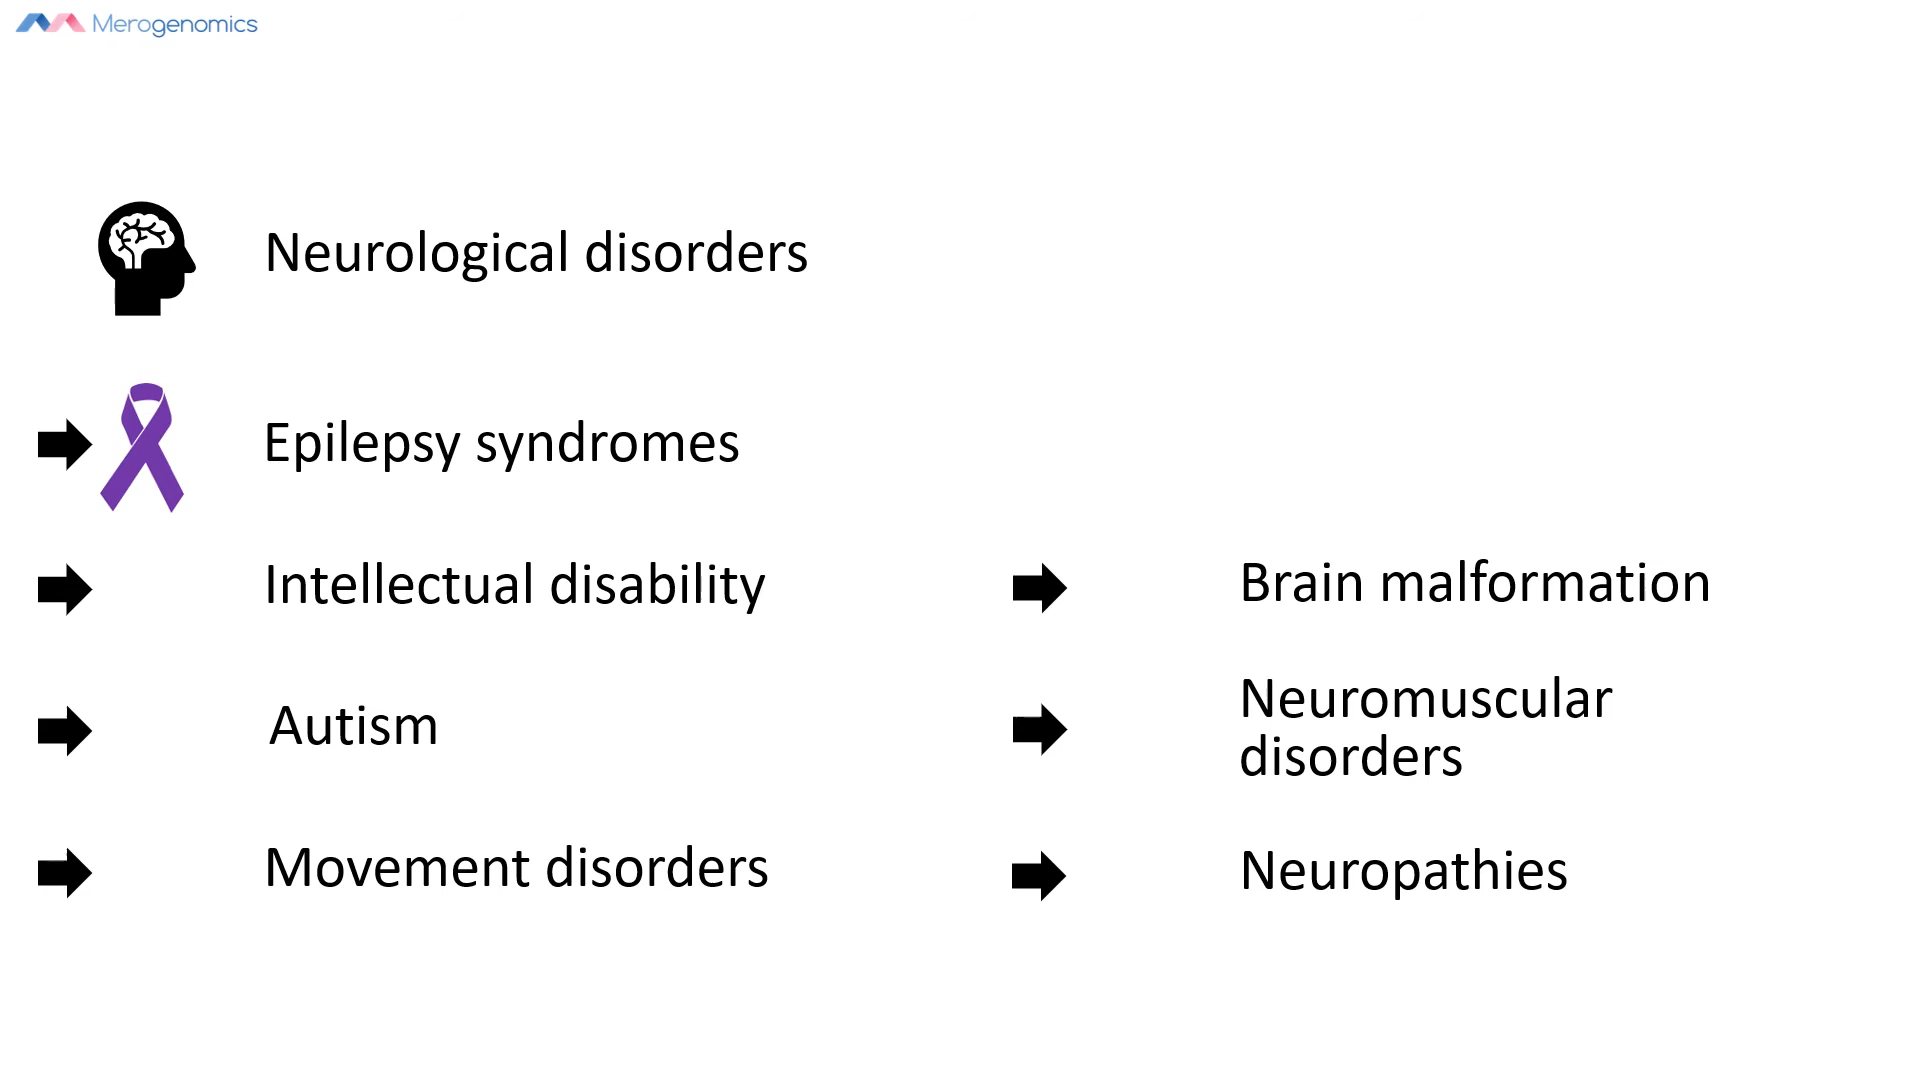 Merogenomics
Neurological disorders
Epilepsy syndromes
Intellectual disability
Autism
Movement disorders
Brain malformation
Neuromuscular
disorders
Neuropathies